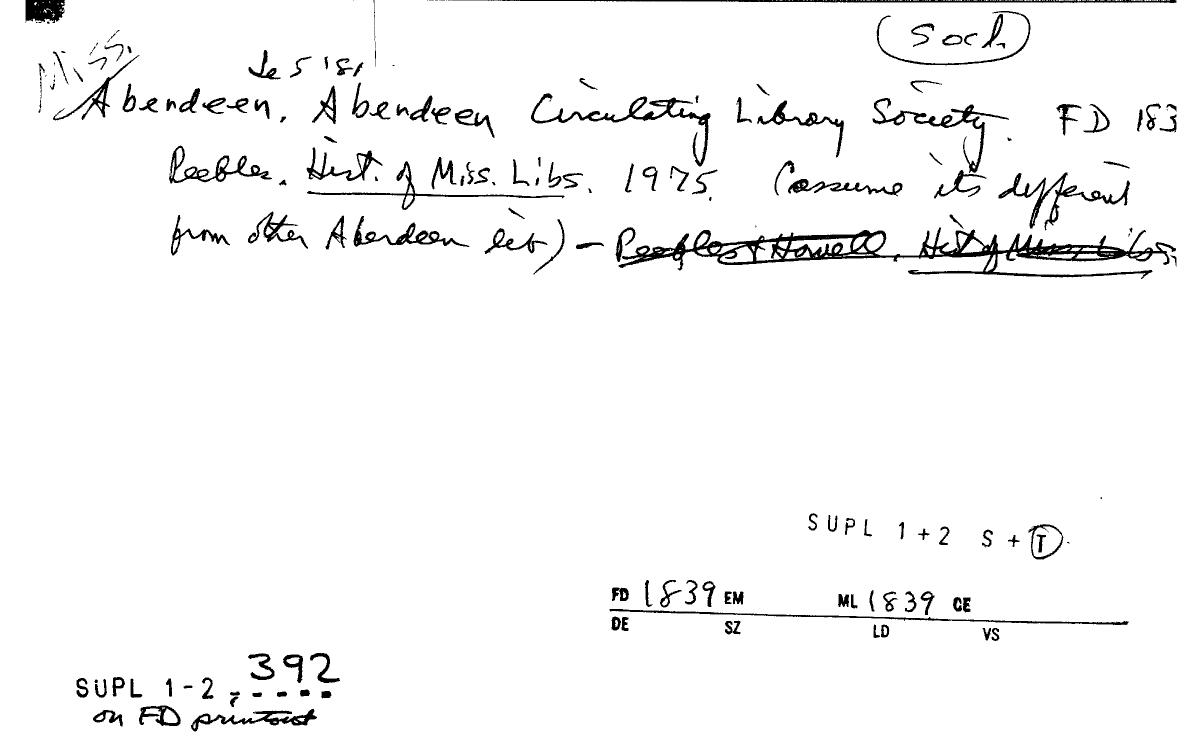 (Soch)
Miss.
Je 5 '81
Aberdeen. Aberdeen Circulating Library Society. FD 183
Peebles. Hist. of Miss. Libs. 1975. (assume its different
from other Aberdeen lib) – Peebles & Howell. Hist of Miss. Libs.
SUPL 1+2 S + T
FD 1839 EM ML 1839 CE
DE SZ LD VS
392
SUPL 1-2, ----
on FD printout